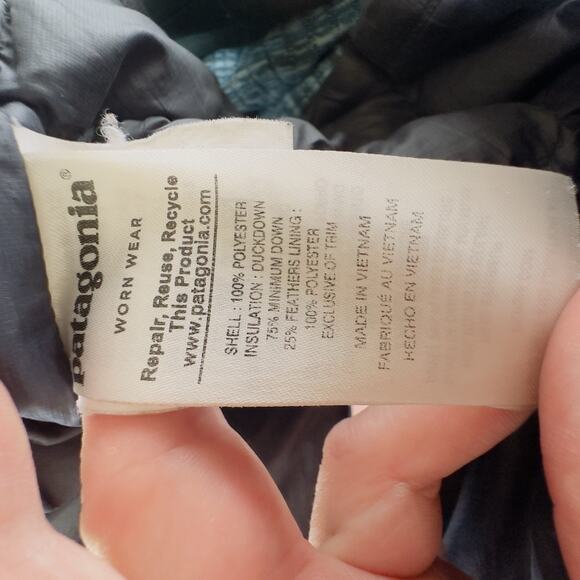 patagonia®
WORN WEAR
Repair, Reuse, Recycle
This Product
www.patagonia.com
SHELL : 100% POLYESTER
INSULATION : DUCKDOWN
75% MINIMUM DOWN
25% FEATHERS LINING :
100% POLYESTER
EXCLUSIVE OF TRIM
MADE IN VIETNAM
FABRIQUÉ AU VIETNAM
HECHO EN VIETNAM